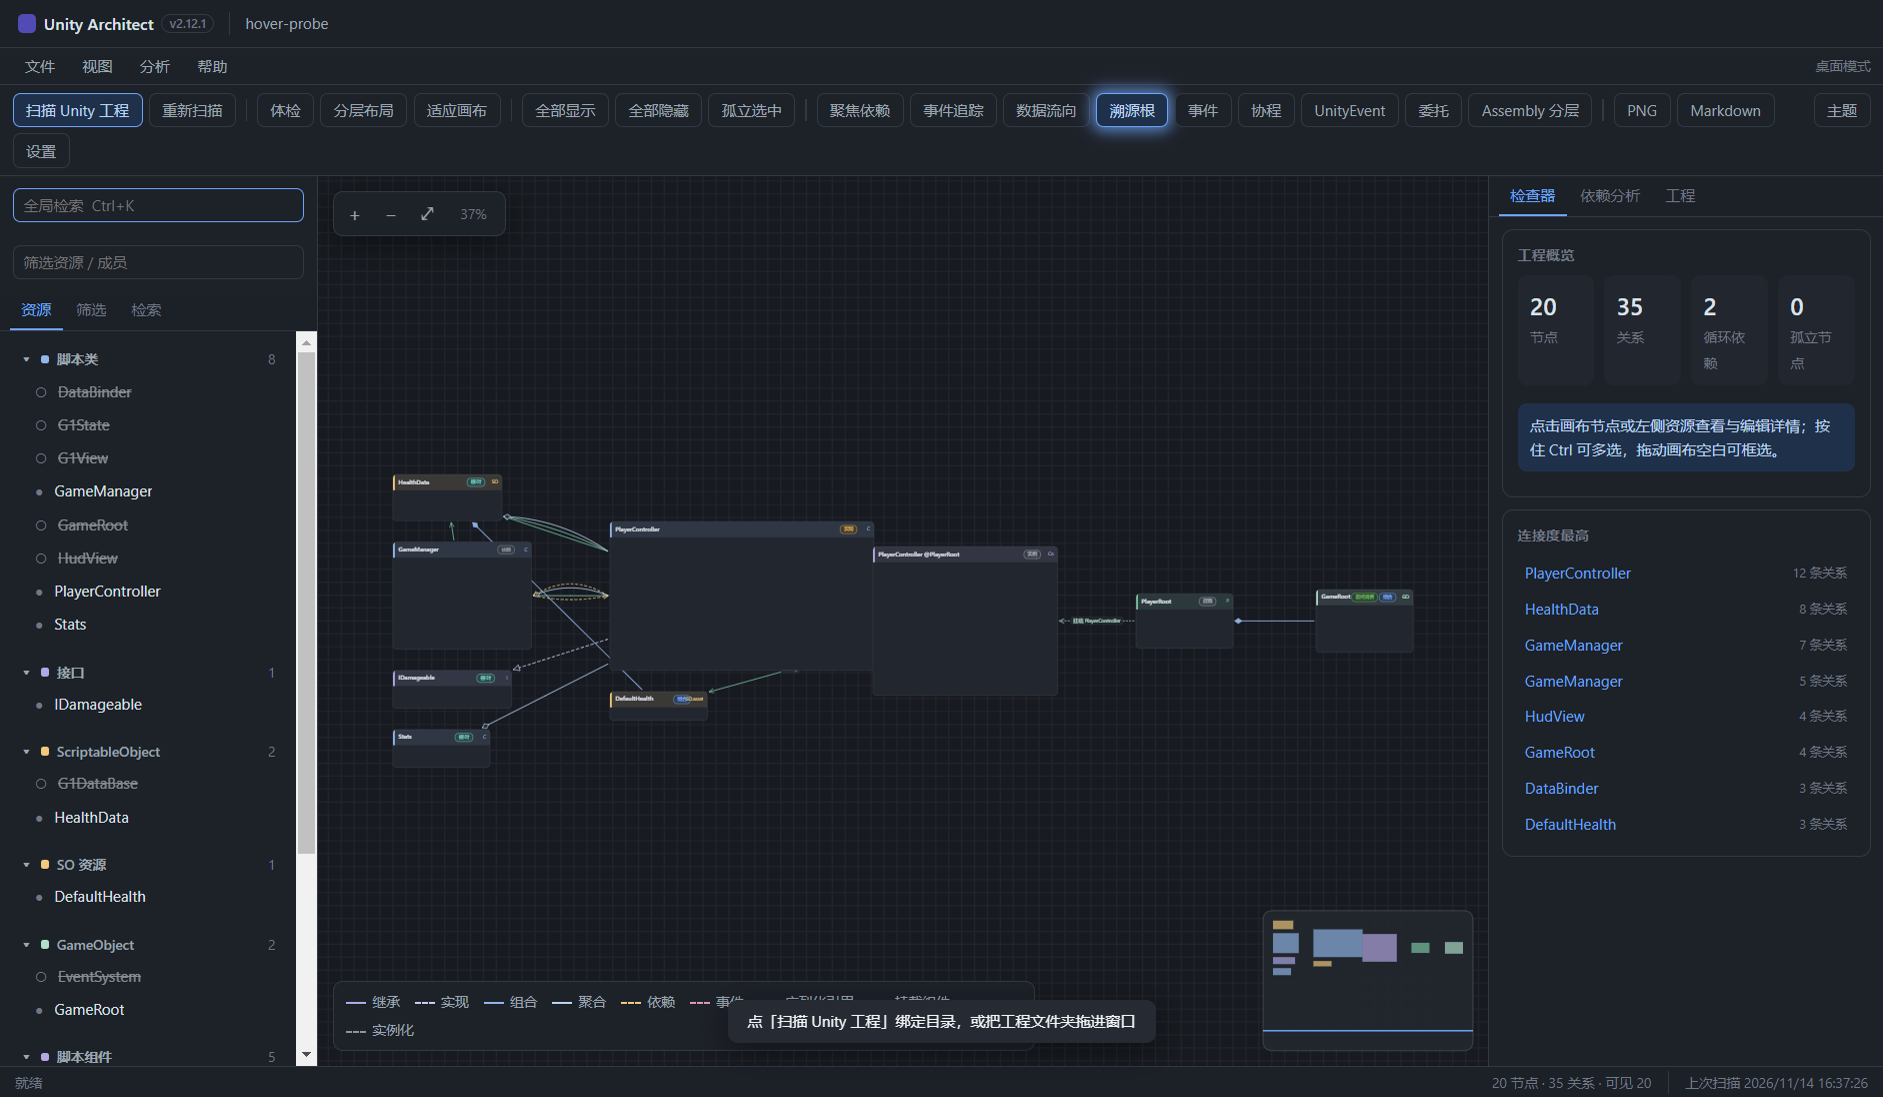 Unity Architect v2.12.1 hover-probe
文件 视图 分析 帮助 桌面模式
扫描 Unity 工程 重新扫描 体检 分层布局 适应画布 全部显示 全部隐藏 孤立选中 聚焦依赖 事件追踪 数据流向 溯源根 事件 协程 UnityEvent 委托 Assembly 分层 PNG Markdown 主题
设置
全局检索 Ctrl+K
筛选资源 / 成员
资源 筛选 检索
脚本类 8
DataBinder
G1State
G1View
GameManager
GameRoot
HudView
PlayerController
Stats
接口 1
IDamageable
ScriptableObject 2
G1DataBase
HealthData
SO 资源 1
DefaultHealth
GameObject 2
EventSystem
GameRoot
脚本组件 5
+ − 37%
HealthData
GameManager C
PlayerController C
PlayerController @PlayerRoot
PlayerRoot
GameRoot
IDamageable
DefaultHealth
Stats C
继承 实现 组合 聚合 依赖
实例化
点「扫描 Unity 工程」绑定目录，或把工程文件夹拖进窗口
检查器 依赖分析 工程
工程概览
20 35 2 0
节点 关系 循环依赖 孤立节点
点击画布节点或左侧资源查看与编辑详情；按
住 Ctrl 可多选，拖动画布空白可框选。
连接度最高
PlayerController 12 条关系
HealthData 8 条关系
GameManager 7 条关系
GameManager 5 条关系
HudView 4 条关系
GameRoot 4 条关系
DataBinder 3 条关系
DefaultHealth 3 条关系
就绪 20 节点 · 35 关系 · 可见 20 上次扫描 2026/11/14 16:37:26